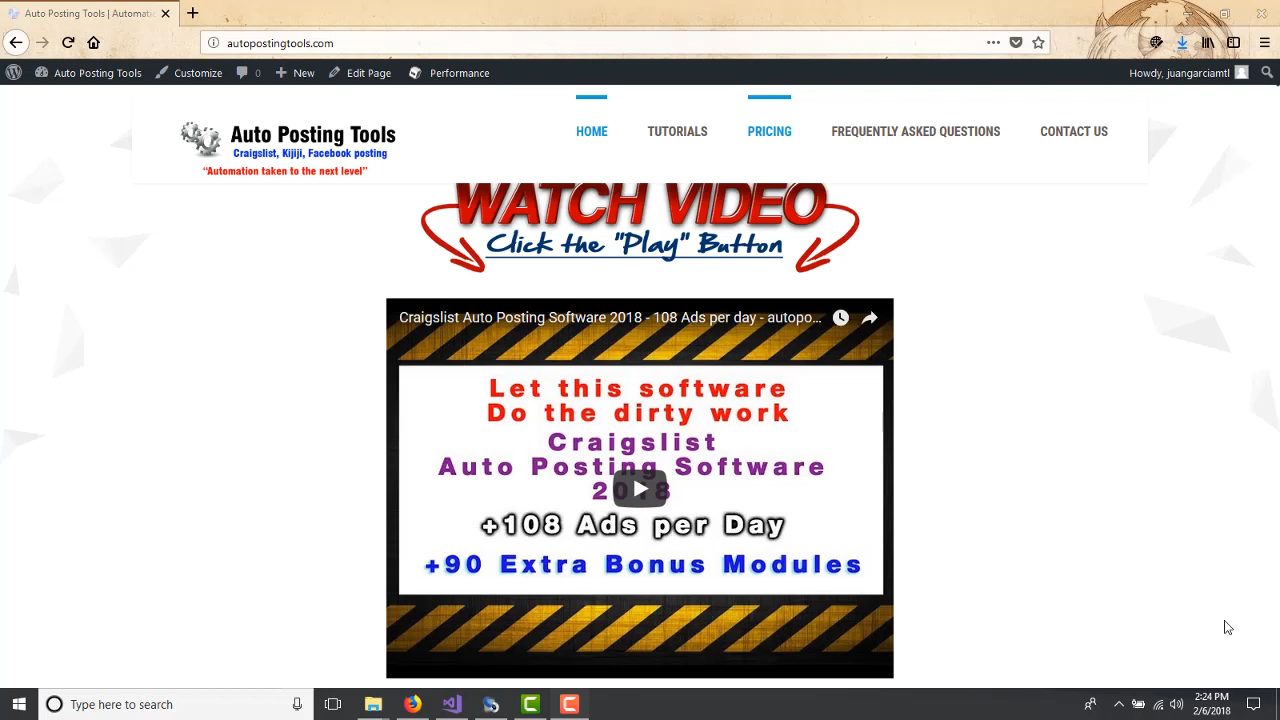 Auto Posting Tools | Automatic
autopostingtools.com
Auto Posting Tools
Customize
0
New
Edit Page
Performance
Howdy, juangarciamtl
Auto Posting Tools
Craigslist, Kijiji, Facebook posting
“Automation taken to the next level”
HOME
TUTORIALS
PRICING
FREQUENTLY ASKED QUESTIONS
CONTACT US
WATCH VIDEO
Click the "Play" Button
Craigslist Auto Posting Software 2018 - 108 Ads per day - autopo...
Let this software
Do the dirty work
Craigslist
Auto Posting Software
2018
+108 Ads per Day
+90 Extra Bonus Modules
Type here to search
2:24 PM
2/6/2018